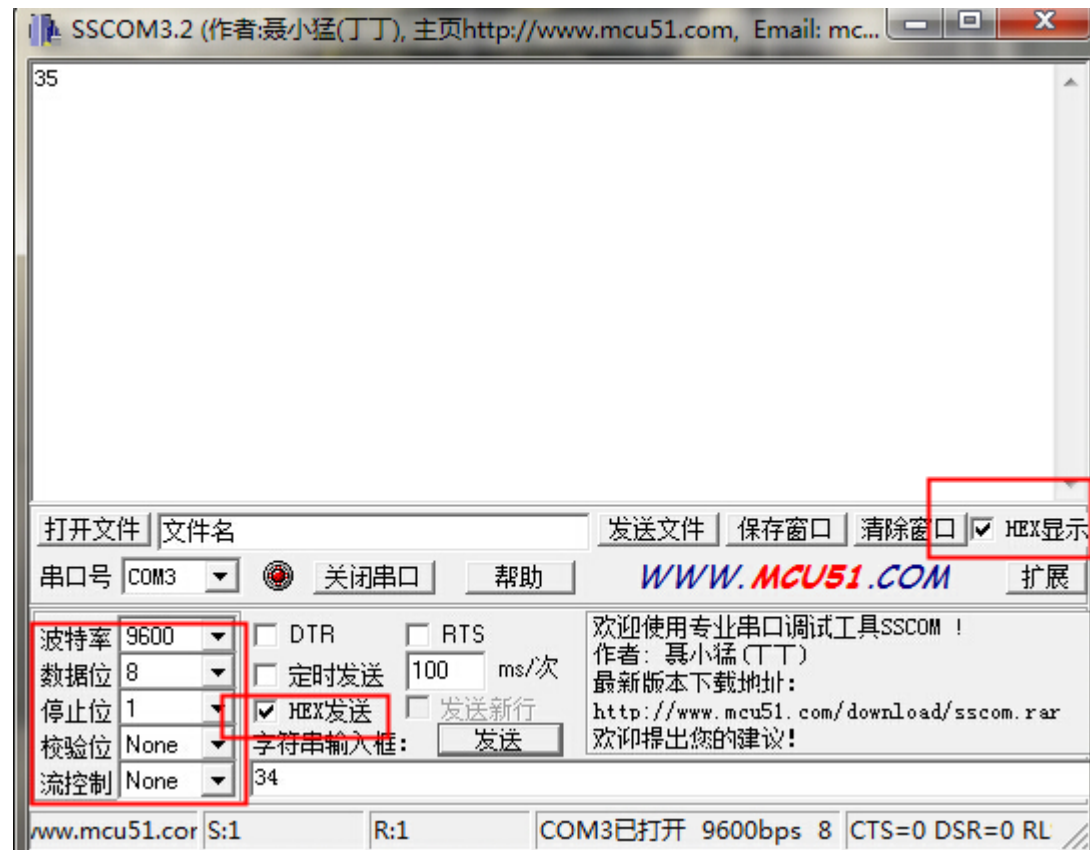 SSCOM3.2 (作者:聂小猛(丁丁), 主页http://www.mcu51.com, Email: mc...
35
打开文件 文件名 发送文件 保存窗口 清除窗口 HEX显示
串口号 COM3 关闭串口 帮助 WWW.MCU51.COM 扩展
波特率 9600 DTR RTS
数据位 8 定时发送 100 ms/次
停止位 1 HEX发送 发送新行
校验位 None 字符串输入框: 发送
流控制 None 34
欢迎使用专业串口调试工具SSCOM !
作者: 聂小猛(丁丁)
最新版本下载地址:
http://www.mcu51.com/download/sscom.rar
欢迎提出您的建议!
/ww.mcu51.cor S:1 R:1 COM3已打开 9600bps 8 CTS=0 DSR=0 RL